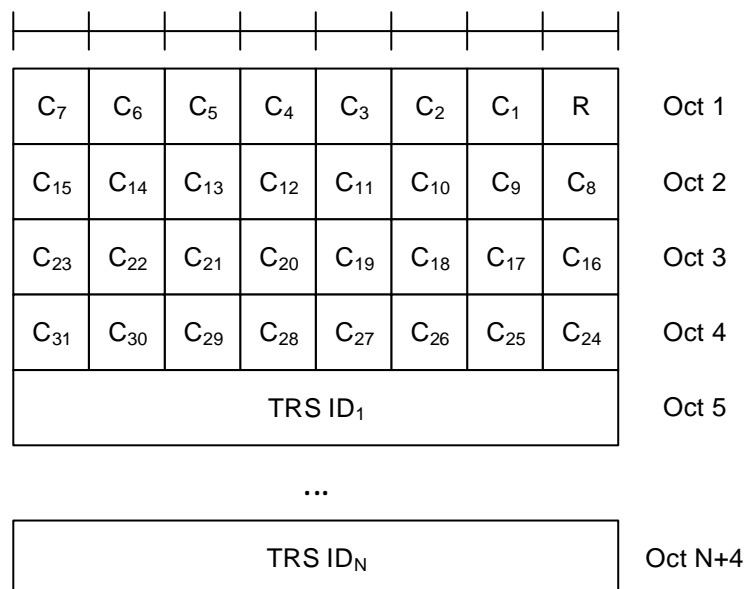 C₇ C₆ C₅ C₄ C₃ C₂ C₁ R Oct 1
C₁₅ C₁₄ C₁₃ C₁₂ C₁₁ C₁₀ C₉ C₈ Oct 2
C₂₃ C₂₂ C₂₁ C₂₀ C₁₉ C₁₈ C₁₇ C₁₆ Oct 3
C₃₁ C₃₀ C₂₉ C₂₈ C₂₇ C₂₆ C₂₅ C₂₄ Oct 4
TRS ID₁ Oct 5
...
TRS ID_N Oct N+4